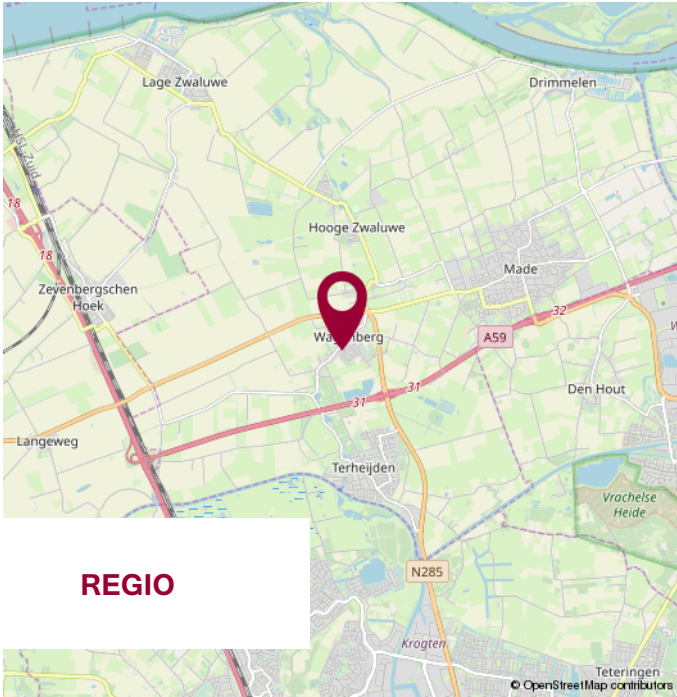 Lage Zwaluwe
Drimmelen
HSL Zuid
18
18
Hooge Zwaluwe
Made
Zevenbergschen
Hoek
32
Wagenberg
A59
31
31
Den Hout
Langeweg
Terheijden
Vrachelse
Heide
N285
REGIO
Krogten
Teteringen
© OpenStreetMap contributors